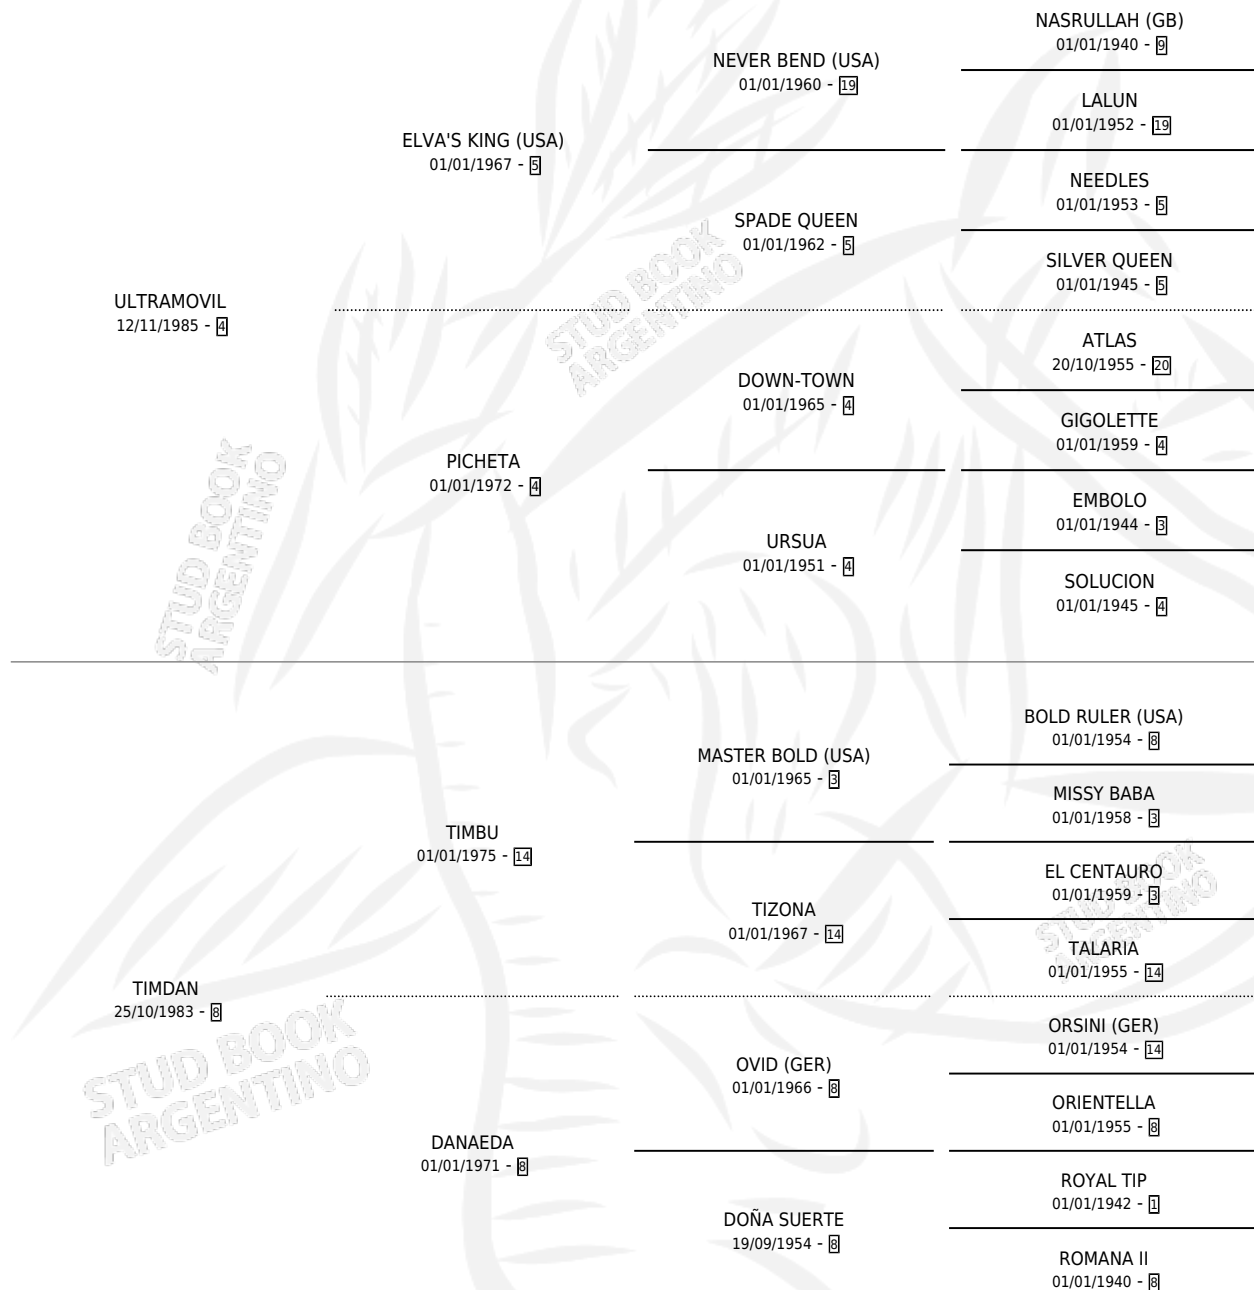 NASRULLAH (GB)
01/01/1940 - 9
NEVER BEND (USA)
01/01/1960 - 19
LALUN
01/01/1952 - 19
ELVA'S KING (USA)
01/01/1967 - 5
NEEDLES
01/01/1953 - 5
SPADE QUEEN
01/01/1962 - 5
SILVER QUEEN
01/01/1945 - 5
ULTRAMOVIL
12/11/1985 - 4
ATLAS
20/10/1955 - 20
DOWN-TOWN
01/01/1965 - 4
GIGOLETTE
01/01/1959 - 4
PICHETA
01/01/1972 - 4
EMBOLO
01/01/1944 - 3
URSUA
01/01/1951 - 4
SOLUCION
01/01/1945 - 4
BOLD RULER (USA)
01/01/1954 - 8
MASTER BOLD (USA)
01/01/1965 - 3
MISSY BABA
01/01/1958 - 3
TIMBU
01/01/1975 - 14
EL CENTAURO
01/01/1959 - 3
TIZONA
01/01/1967 - 14
TALARIA
01/01/1955 - 14
TIMDAN
25/10/1983 - 8
ORSINI (GER)
01/01/1954 - 14
OVID (GER)
01/01/1966 - 8
ORIENTELLA
01/01/1955 - 8
DANAEDA
01/01/1971 - 8
ROYAL TIP
01/01/1942 - 1
DOÑA SUERTE
19/09/1954 - 8
ROMANA II
01/01/1940 - 8
STUD BOOK
ARGENTINO
STUD BOOK
ARGENTINO
STUD BOOK
ARGENTINO
STUD BOOK
ARGENTINO